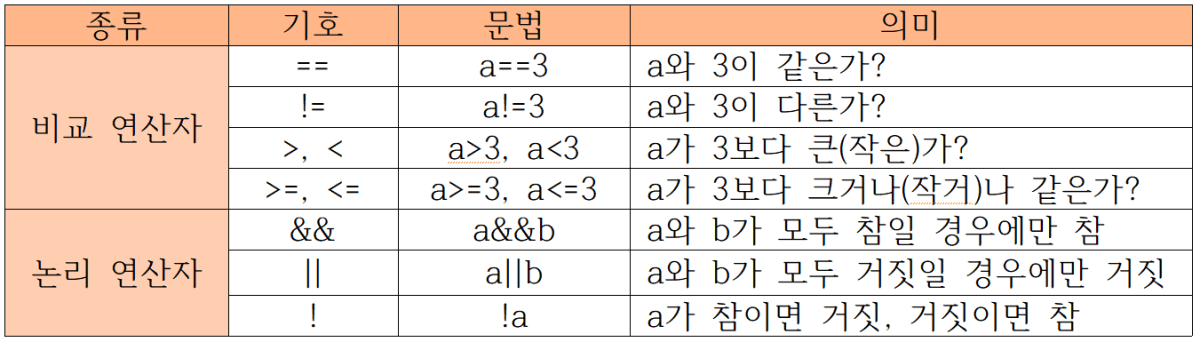 종류 기호 문법 의미
비교 연산자 == a==3 a와 3이 같은가?
!= a!=3 a와 3이 다른가?
>, < a>3, a<3 a가 3보다 큰(작은)가?
>=, <= a>=3, a<=3 a가 3보다 크거나(작거)나 같은가?
논리 연산자 && a&&b a와 b가 모두 참일 경우에만 참
|| a||b a와 b가 모두 거짓일 경우에만 거짓
! !a a가 참이면 거짓, 거짓이면 참